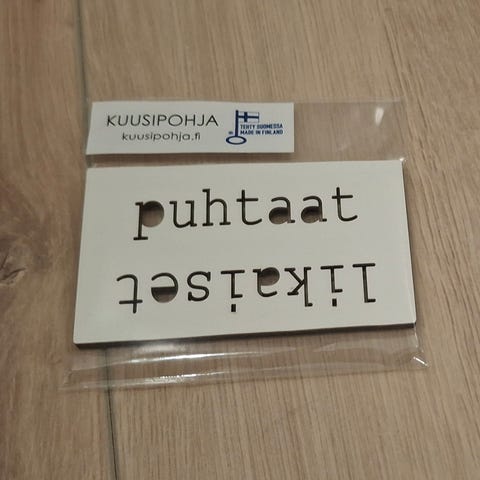 KUUSIPOHJA
kuusipohja.fi
TEHTY SUOMESSA
MADE IN FINLAND
puhtaat
likaiset